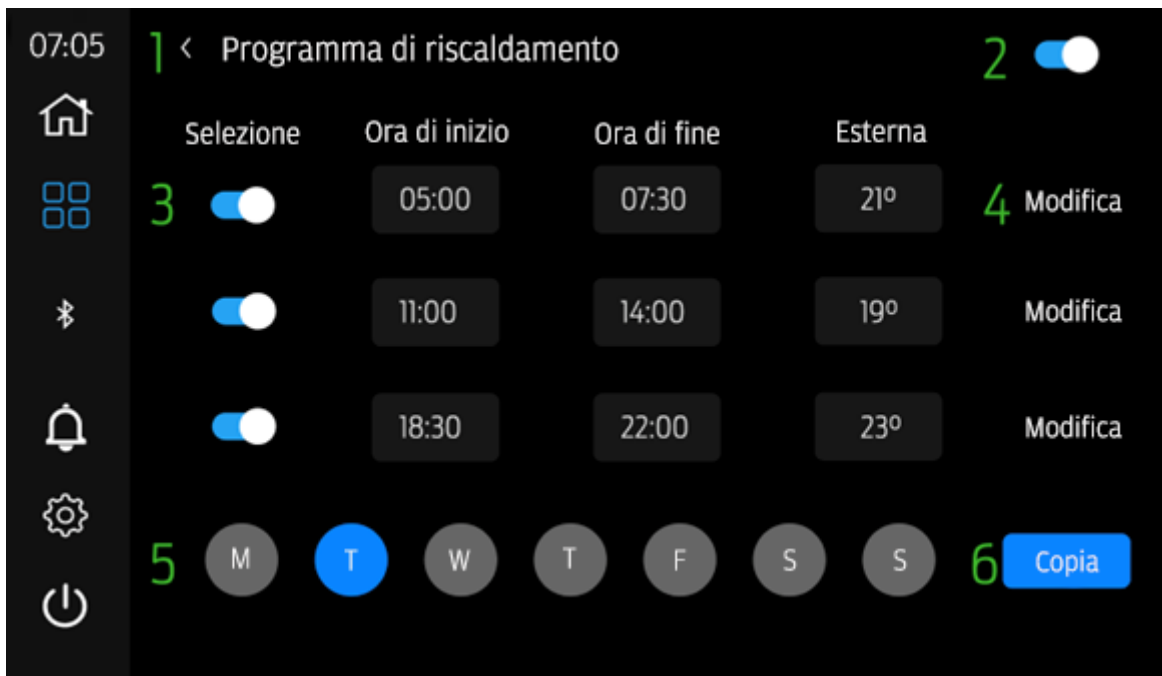 07:05 1 < Programma di riscaldamento 2
Selezione Ora di inizio Ora di fine Esterna
3 05:00 07:30 21º 4 Modifica
11:00 14:00 19º Modifica
18:30 22:00 23º Modifica
5 M T W T F S S 6 Copia